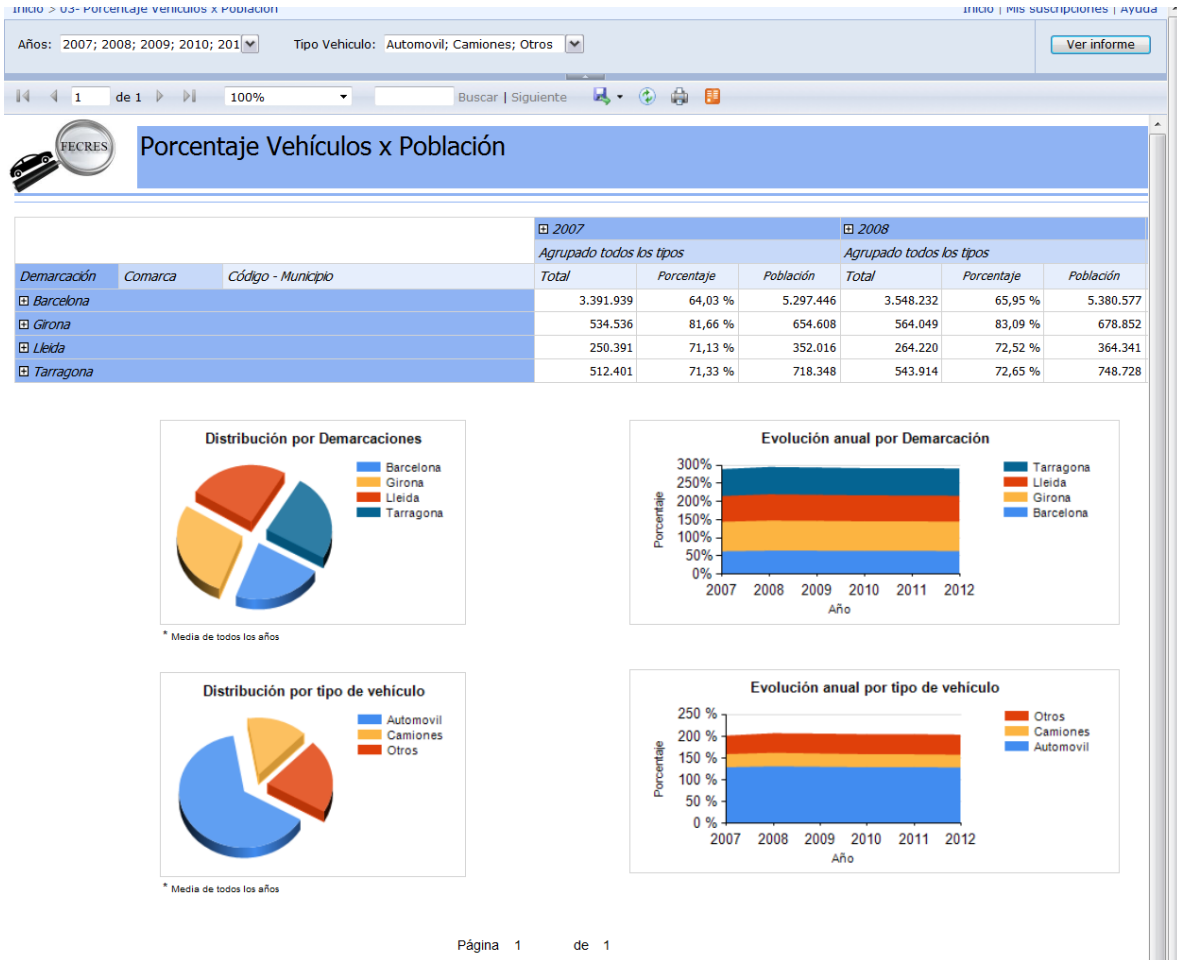 Inicio > 03- Porcentaje Vehículos x Población
Inicio | Mis suscripciones | Ayuda
Años: 2007; 2008; 2009; 2010; 201 Tipo Vehiculo: Automovil; Camiones; Otros Ver informe
1 de 1 100% Buscar | Siguiente
FECRES
Porcentaje Vehículos x Población
2007 2008
Agrupado todos los tipos Agrupado todos los tipos
Demarcación Comarca Código - Municipio Total Porcentaje Población Total Porcentaje Población
Barcelona 3.391.939 64,03 % 5.297.446 3.548.232 65,95 % 5.380.577
Girona 534.536 81,66 % 654.608 564.049 83,09 % 678.852
Lleida 250.391 71,13 % 352.016 264.220 72,52 % 364.341
Tarragona 512.401 71,33 % 718.348 543.914 72,65 % 748.728
Distribución por Demarcaciones
Barcelona
Girona
Lleida
Tarragona
* Media de todos los años
Evolución anual por Demarcación
300%
250%
200%
150%
100%
50%
0%
Porcentaje
2007 2008 2009 2010 2011 2012
Año
Tarragona
Lleida
Girona
Barcelona
Distribución por tipo de vehículo
Automovil
Camiones
Otros
* Media de todos los años
Evolución anual por tipo de vehículo
250 %
200 %
150 %
100 %
50 %
0 %
Porcentaje
2007 2008 2009 2010 2011 2012
Año
Otros
Camiones
Automovil
Página 1 de 1